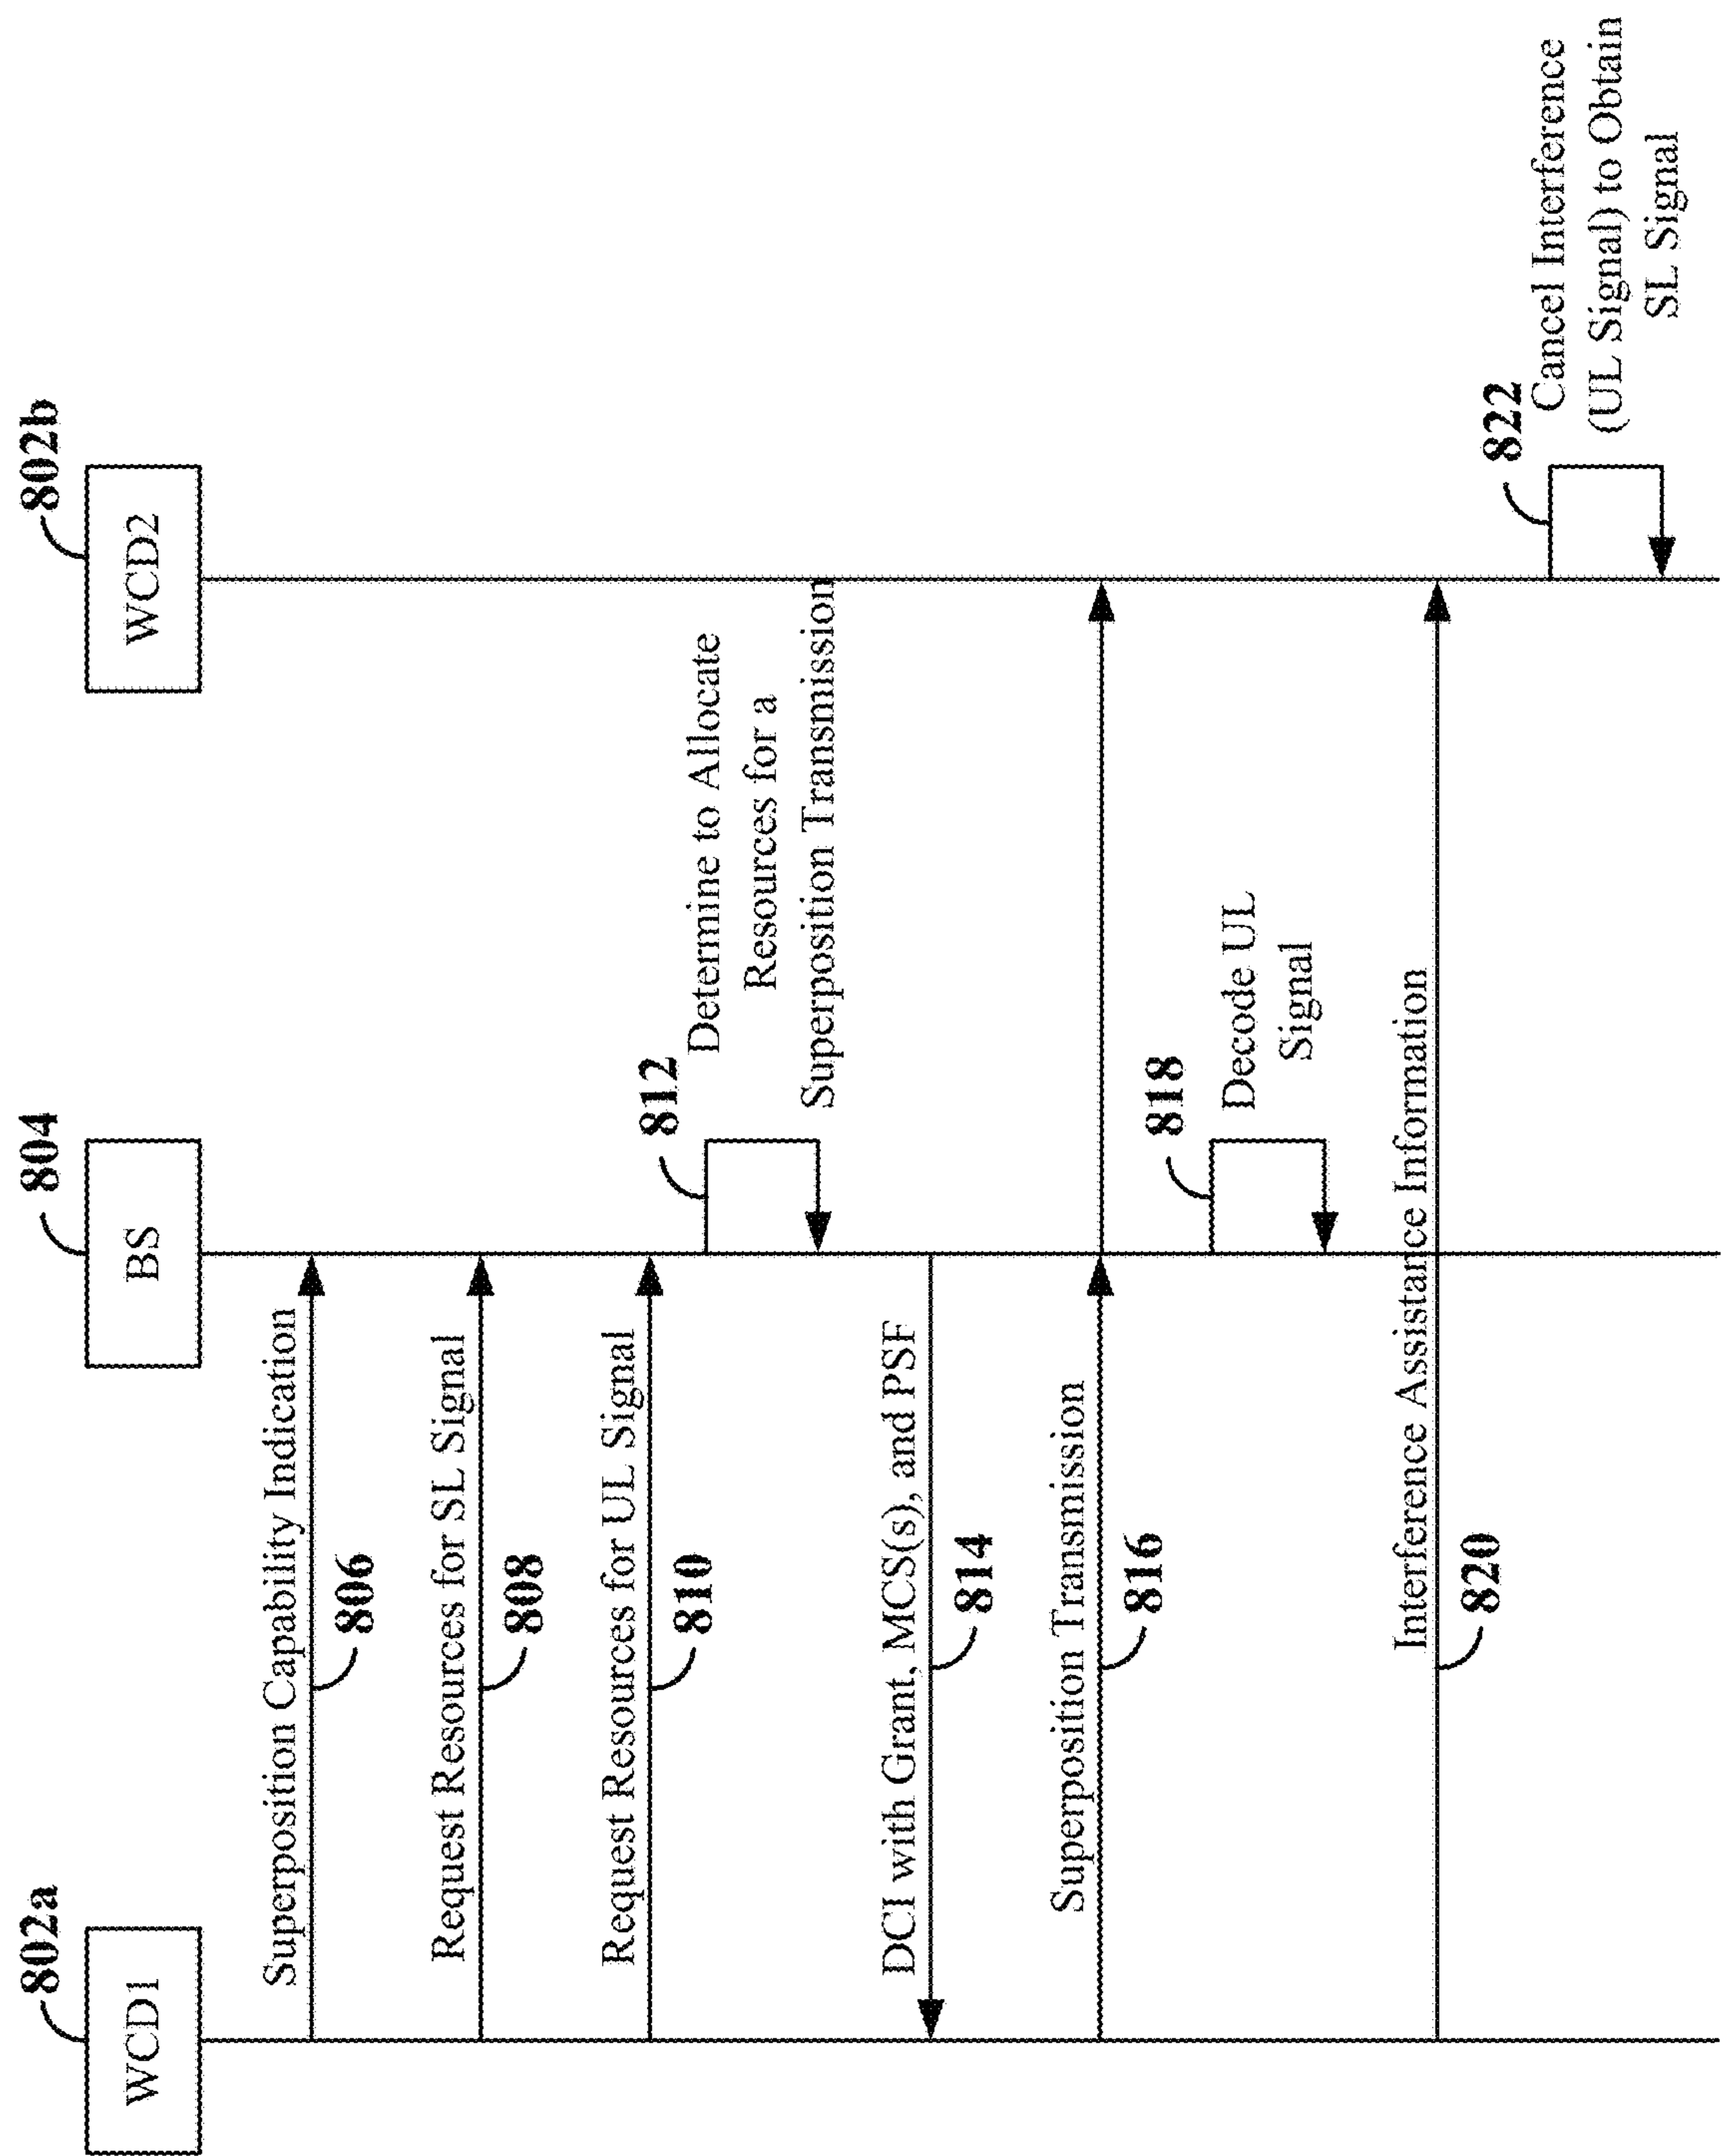 802a
804
802b
WCD1
BS
WCD2
Superposition Capability Indication
806
Request Resources for SL Signal
808
Request Resources for UL Signal
810
812
Determine to Allocate
Resources for a
Superposition Transmission
DCI with Grant, MCS(s), and PSF
814
Superposition Transmission
816
818
Decode UL
Signal
Interference Assistance Information
820
822
Cancel Interference
(UL Signal) to Obtain
SL Signal